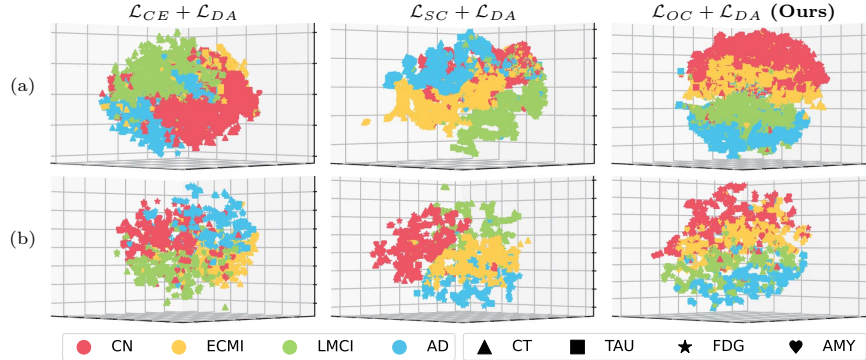 L_CE + L_DA
L_SC + L_DA
L_OC + L_DA (Ours)
(a)
(b)
CN ECMI LMCI AD CT TAU FDG AMY